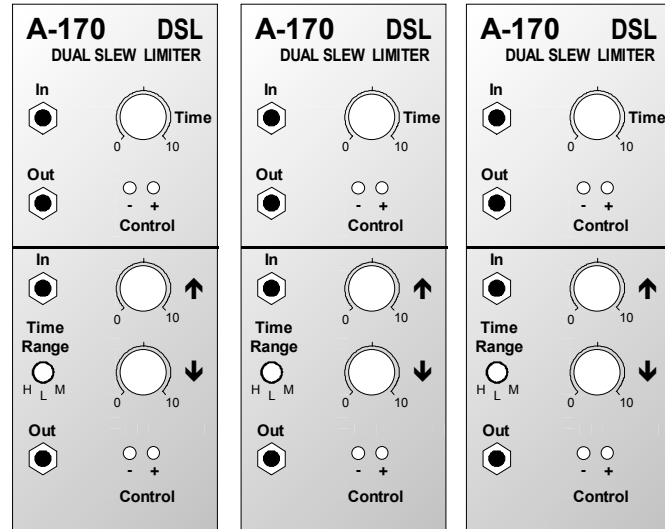 A-170 DSL
DUAL SLEW LIMITER
In
Time
0 10
Out
- +
Control
In
↑
0 10
Time
Range
↓
H L M
0 10
Out
- +
Control
A-170 DSL
DUAL SLEW LIMITER
In
Time
0 10
Out
- +
Control
In
↑
0 10
Time
Range
↓
H L M
0 10
Out
- +
Control
A-170 DSL
DUAL SLEW LIMITER
In
Time
0 10
Out
- +
Control
In
↑
0 10
Time
Range
↓
H L M
0 10
Out
- +
Control